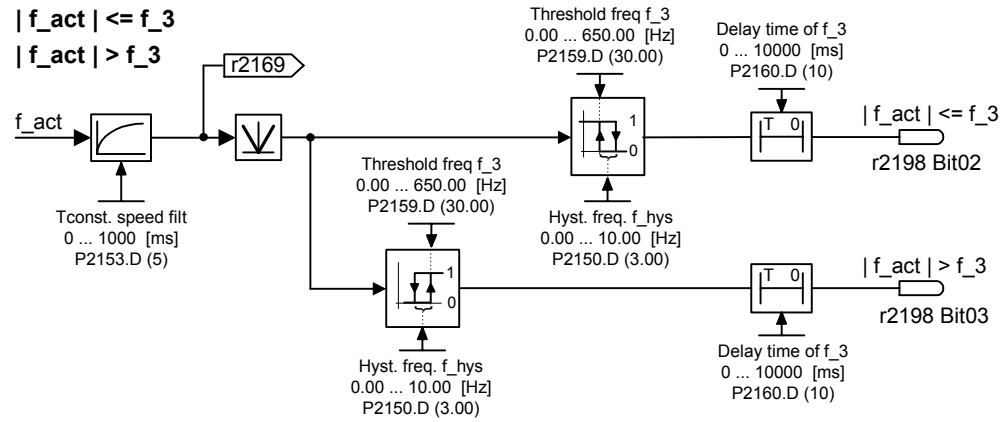 | f_act | <= f_3
| f_act | > f_3
r2169
f_act
Tconst. speed filt
0 ... 1000 [ms]
P2153.D (5)
Threshold freq f_3
0.00 ... 650.00 [Hz]
P2159.D (30.00)
1
0
Hyst. freq. f_hys
0.00 ... 10.00 [Hz]
P2150.D (3.00)
Delay time of f_3
0 ... 10000 [ms]
P2160.D (10)
T 0
| f_act | <= f_3
r2198 Bit02
Threshold freq f_3
0.00 ... 650.00 [Hz]
P2159.D (30.00)
1
0
Hyst. freq. f_hys
0.00 ... 10.00 [Hz]
P2150.D (3.00)
T 0
Delay time of f_3
0 ... 10000 [ms]
P2160.D (10)
| f_act | > f_3
r2198 Bit03